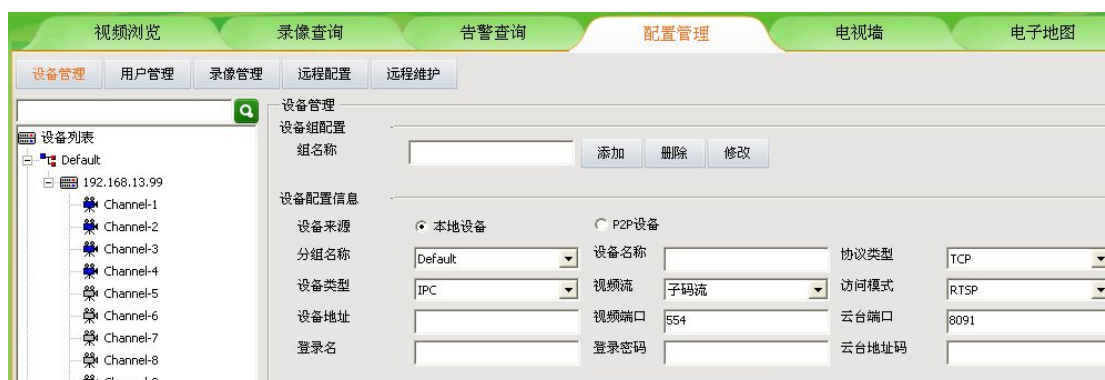 视频浏览 录像查询 告警查询 配置管理 电视墙 电子地图
设备管理 用户管理 录像管理 远程配置 远程维护
设备列表
Default
192.168.13.99
Channel-1
Channel-2
Channel-3
Channel-4
Channel-5
Channel-6
Channel-7
Channel-8
设备管理
设备组配置
组名称 添加 删除 修改
设备配置信息
设备来源 本地设备 P2P设备
分组名称 Default 设备名称 协议类型 TCP
设备类型 IPC 视频流 子码流 访问模式 RTSP
设备地址 视频端口 554 云台端口 8091
登录名 登录密码 云台地址码